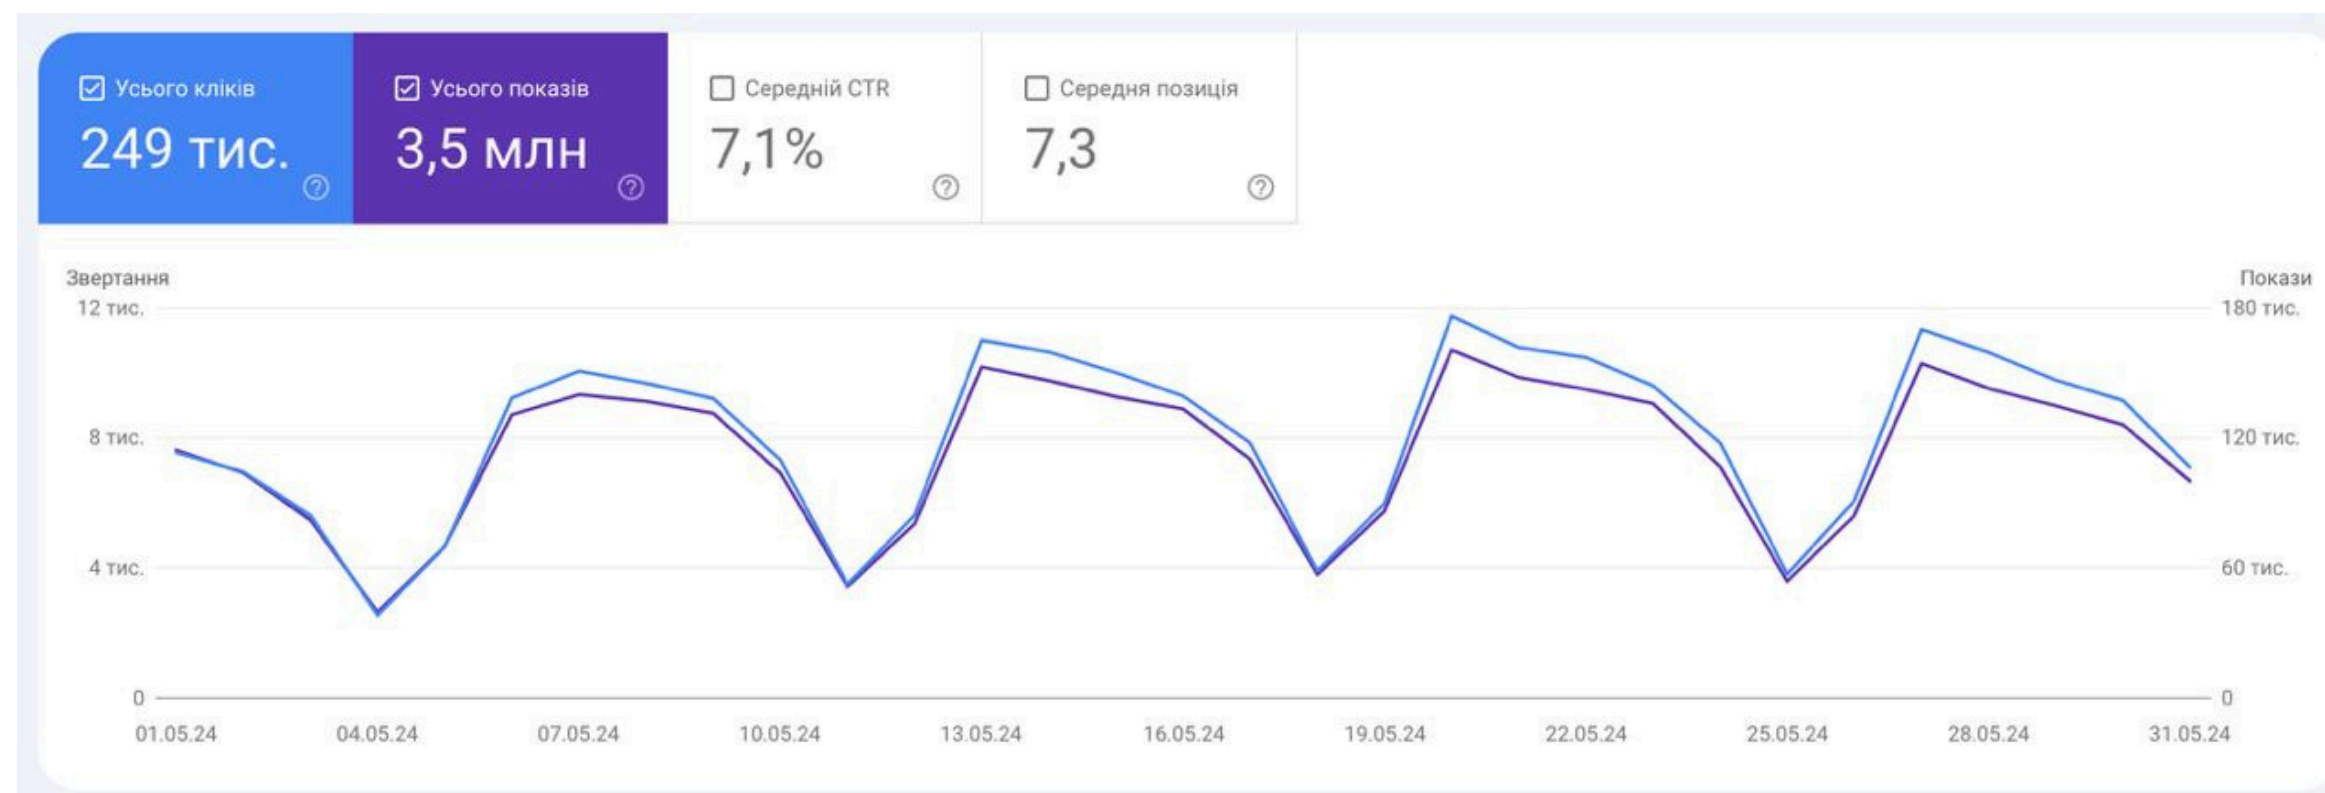 Усього кліків
249 тис.
Усього показів
3,5 млн
Середній CTR
7,1%
Середня позиція
7,3
Звертання
Покази
12 тис.
180 тис.
8 тис.
120 тис.
4 тис.
60 тис.
0
0
01.05.24 04.05.24 07.05.24 10.05.24 13.05.24 16.05.24 19.05.24 22.05.24 25.05.24 28.05.24 31.05.24